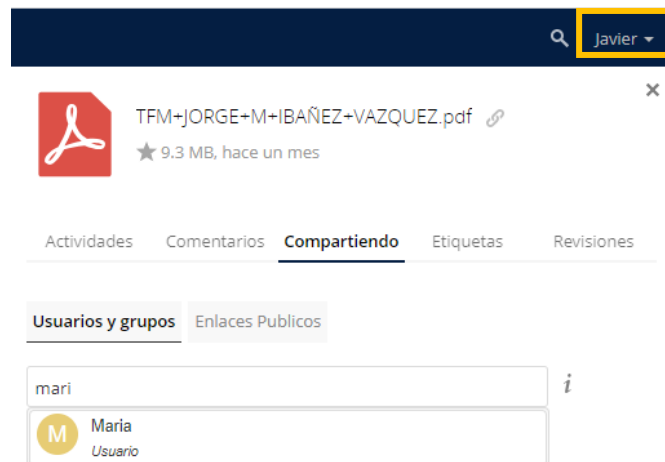 Javier
TFM+JORGE+M+IBAÑEZ+VAZQUEZ.pdf
9.3 MB, hace un mes
Actividades Comentarios Compartiendo Etiquetas Revisiones
Usuarios y grupos Enlaces Publicos
mari
i
M Maria
Usuario